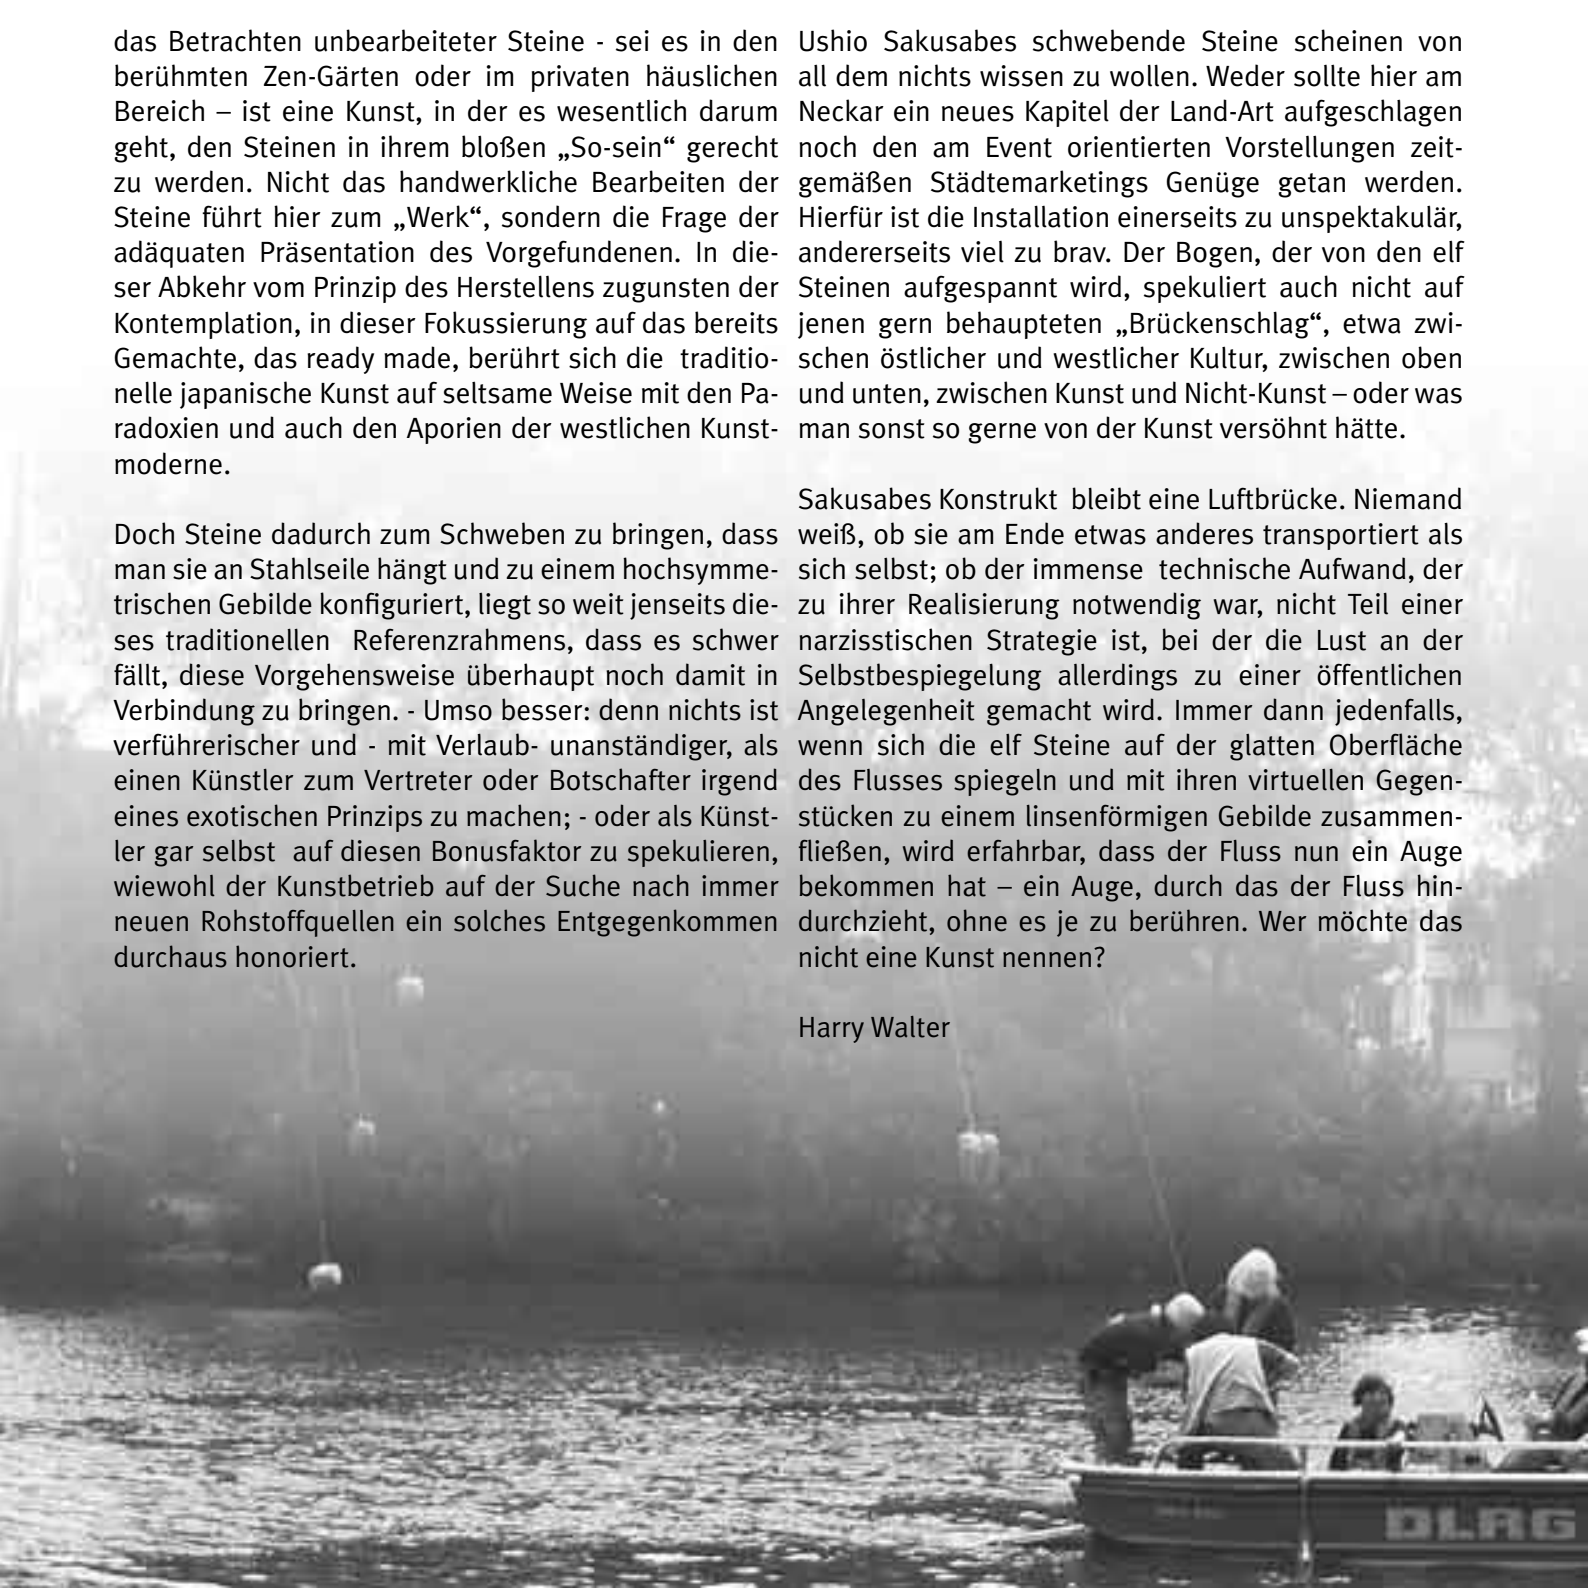 das Betrachten unbearbeiteter Steine - sei es in den
berühmten Zen-Gärten oder im privaten häuslichen
Bereich – ist eine Kunst, in der es wesentlich darum
geht, den Steinen in ihrem bloßen „So-sein“ gerecht
zu werden. Nicht das handwerkliche Bearbeiten der
Steine führt hier zum „Werk“, sondern die Frage der
adäquaten Präsentation des Vorgefundenen. In die-
ser Abkehr vom Prinzip des Herstellens zugunsten der
Kontemplation, in dieser Fokussierung auf das bereits
Gemachte, das ready made, berührt sich die  traditio-
nelle japanische Kunst auf seltsame Weise mit den Pa-
radoxien und auch den Aporien der westlichen Kunst-
moderne.

Doch Steine dadurch zum Schweben zu bringen, dass
man sie an Stahlseile hängt und zu einem hochsymme-
trischen Gebilde konfiguriert, liegt so weit jenseits die-
ses traditionellen  Referenzrahmens, dass es schwer
fällt, diese Vorgehensweise überhaupt noch damit in
Verbindung zu bringen. - Umso besser: denn nichts ist
verführerischer und - mit Verlaub- unanständiger, als
einen Künstler zum Vertreter oder Botschafter irgend
eines exotischen Prinzips zu machen; - oder als Künst-
ler gar selbst  auf diesen Bonusfaktor zu spekulieren,
wiewohl der Kunstbetrieb auf der Suche nach immer
neuen Rohstoffquellen ein solches Entgegenkommen
durchaus honoriert.

Ushio Sakusabes schwebende Steine scheinen von
all dem nichts wissen zu wollen. Weder sollte hier am
Neckar ein neues Kapitel der Land-Art aufgeschlagen
noch den am Event orientierten Vorstellungen zeit-
gemäßen Städtemarketings Genüge getan werden.
Hierfür ist die Installation einerseits zu unspektakulär,
andererseits viel zu brav. Der Bogen, der von den elf
Steinen aufgespannt wird, spekuliert auch nicht auf
jenen gern behaupteten „Brückenschlag“, etwa zwi-
schen östlicher und westlicher Kultur, zwischen oben
und unten, zwischen Kunst und Nicht-Kunst – oder was
man sonst so gerne von der Kunst versöhnt hätte.

Sakusabes Konstrukt  bleibt eine Luftbrücke. Niemand
weiß, ob sie am Ende etwas anderes transportiert als
sich selbst; ob der immense  technische Aufwand, der
zu ihrer Realisierung notwendig war, nicht Teil einer
narzisstischen Strategie ist, bei der die Lust an der
Selbstbespiegelung allerdings zu einer öffentlichen
Angelegenheit gemacht wird. Immer dann jedenfalls,
wenn sich die elf Steine auf der glatten Oberfläche
des Flusses spiegeln und mit ihren virtuellen Gegen-
stücken zu einem linsenförmigen Gebilde zusammen-
fließen, wird erfahrbar, dass der Fluss nun ein Auge
bekommen hat – ein Auge, durch das der Fluss hin-
durchzieht, ohne es je zu berühren. Wer möchte das
nicht eine Kunst nennen?

Harry Walter
DLRG